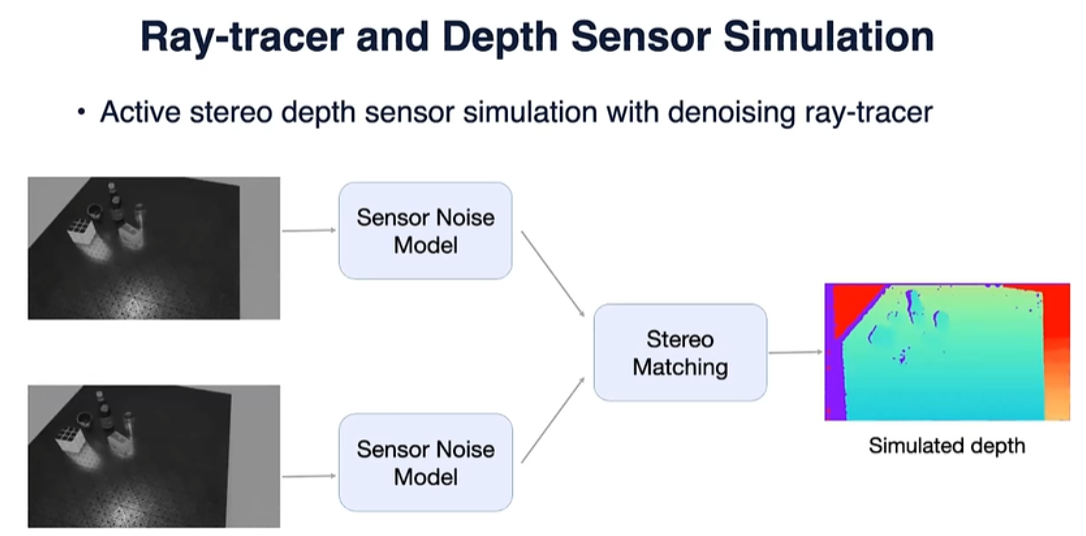 Ray-tracer and Depth Sensor Simulation
• Active stereo depth sensor simulation with denoising ray-tracer
Sensor Noise
Model
Stereo
Matching
Sensor Noise
Model
Simulated depth